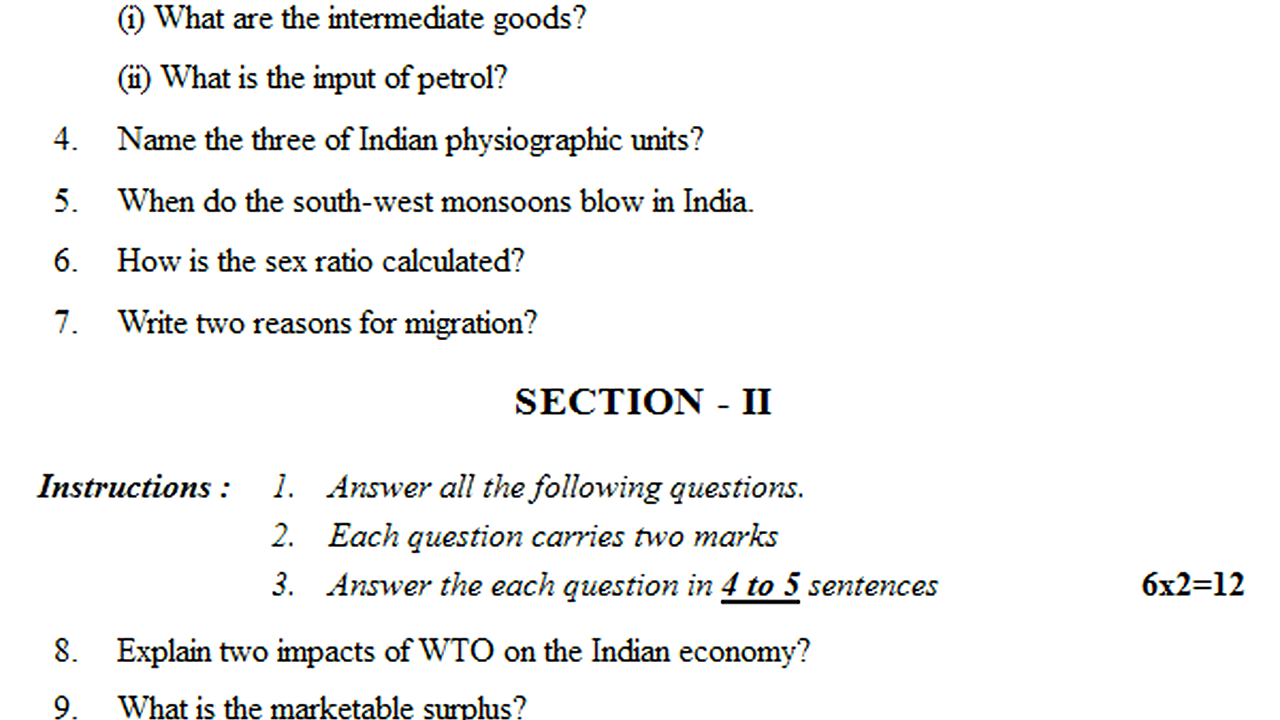 (i) What are the intermediate goods?
(ii) What is the input of petrol?
4. Name the three of Indian physiographic units?
5. When do the south-west monsoons blow in India.
6. How is the sex ratio calculated?
7. Write two reasons for migration?
SECTION - II
Instructions : 1. Answer all the following questions.
2. Each question carries two marks
3. Answer the each question in 4 to 5 sentences 6x2=12
8. Explain two impacts of WTO on the Indian economy?
9. What is the marketable surplus?